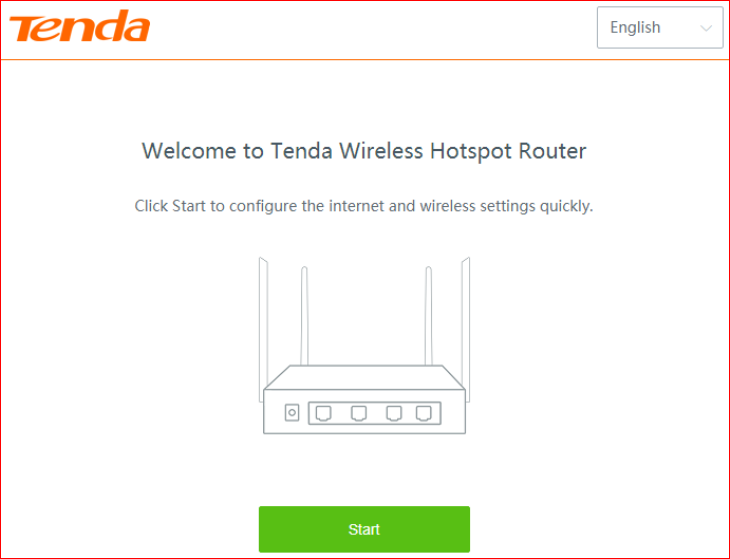 Tenda
English
Welcome to Tenda Wireless Hotspot Router
Click Start to configure the internet and wireless settings quickly.
Start